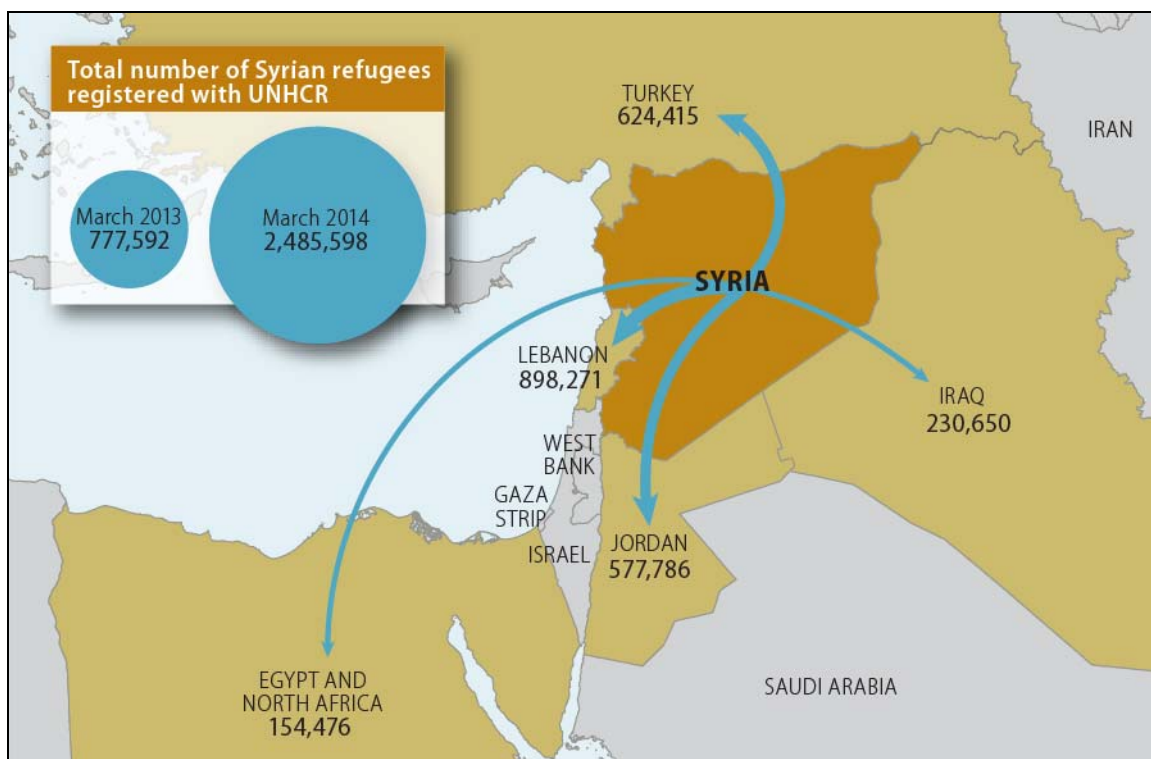 Total number of Syrian refugees
registered with UNHCR
March 2013
777,592
March 2014
2,485,598
TURKEY
624,415
IRAN
SYRIA
LEBANON
898,271
IRAQ
230,650
WEST
BANK
GAZA
STRIP
ISRAEL
JORDAN
577,786
EGYPT AND
NORTH AFRICA
154,476
SAUDI ARABIA